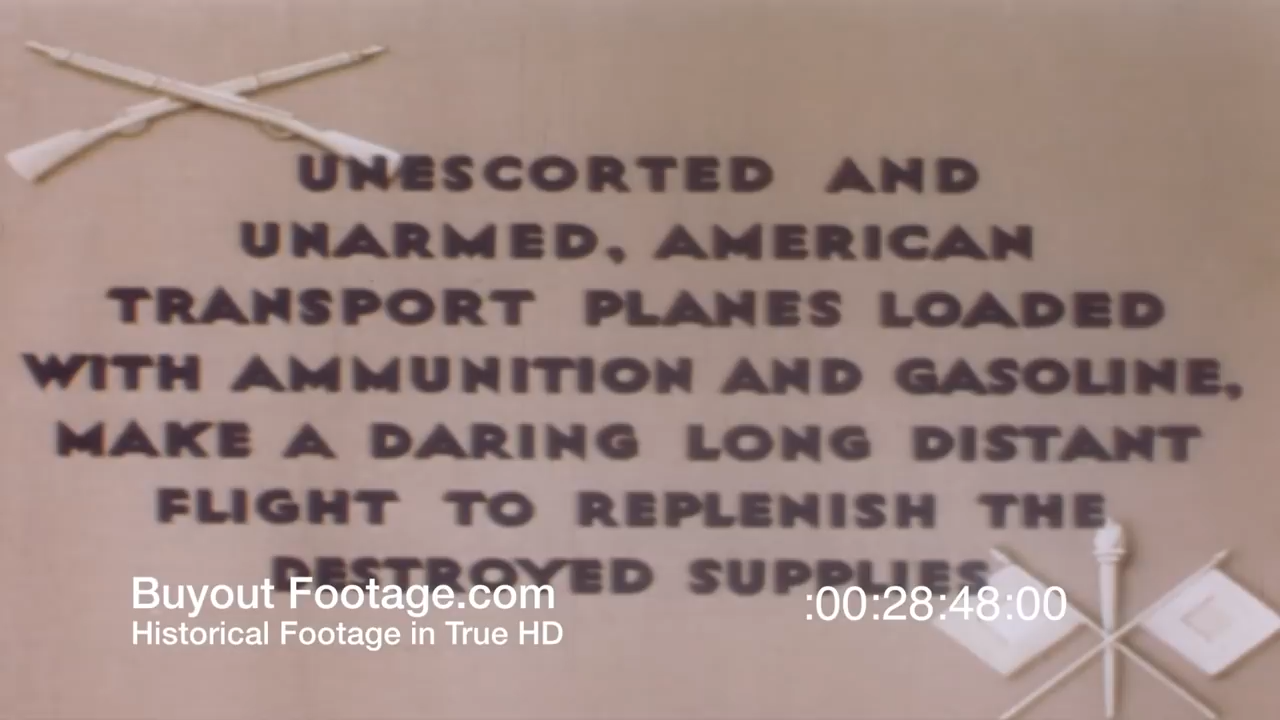 UNESCORTED AND
UNARMED, AMERICAN
TRANSPORT PLANES LOADED
WITH AMMUNITION AND GASOLINE,
MAKE A DARING LONG DISTANT
FLIGHT TO REPLENISH THE
DESTROYED SUPPLIES
Buyout Footage.com
Historical Footage in True HD
:00:28:48:00